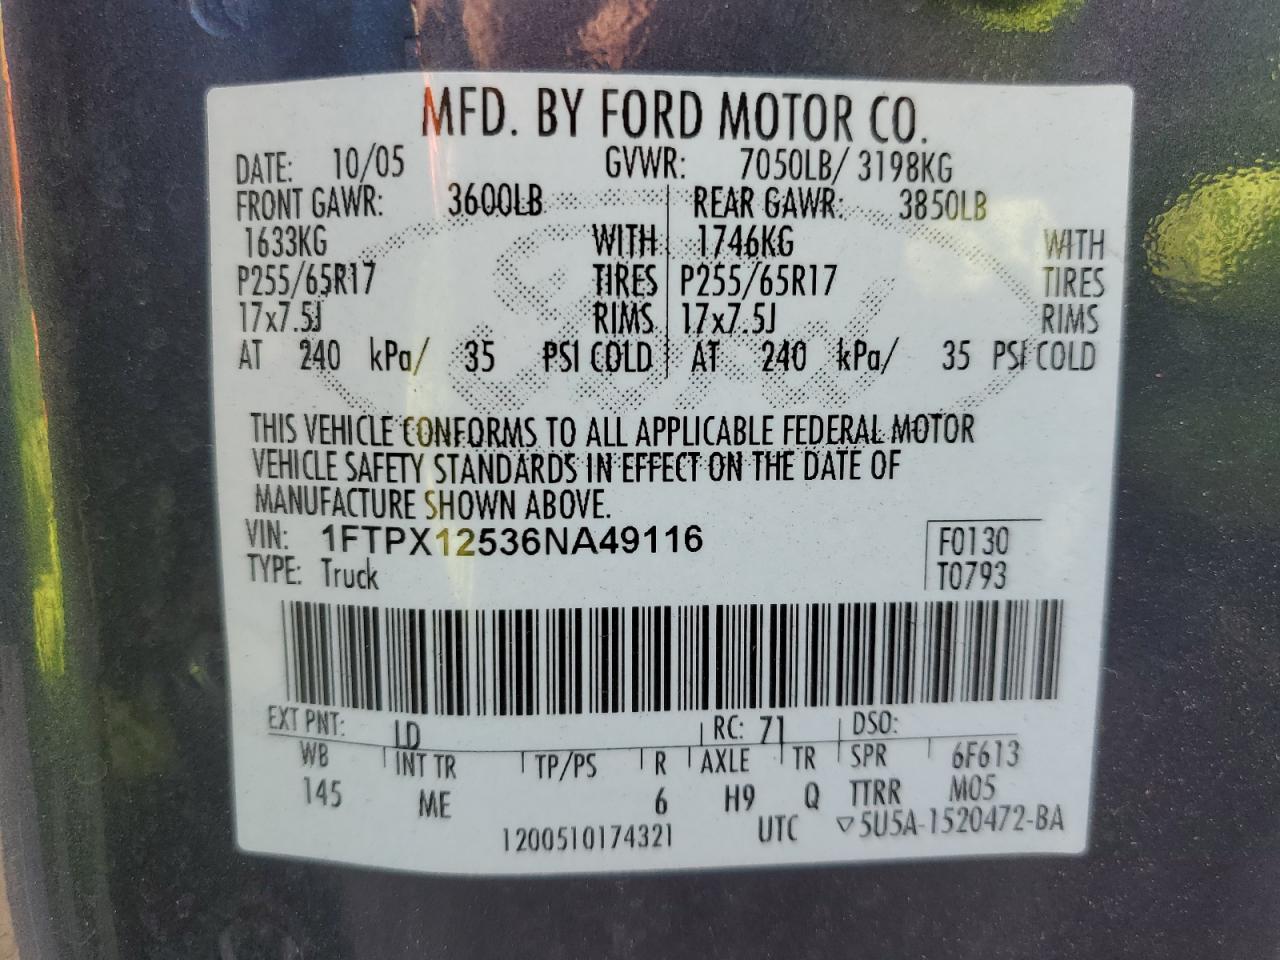 MFD. BY FORD MOTOR CO.
DATE: 10/05 GVWR: 7050LB/ 3198KG
FRONT GAWR: 3600LB REAR GAWR: 3850LB
1633KG WITH 1746KG WITH
P255/65R17 TIRES P255/65R17 TIRES
17x7.5J RIMS 17x7.5J RIMS
AT 240 kPa/ 35 PSI COLD AT 240 kPa/ 35 PSI COLD
THIS VEHICLE CONFORMS TO ALL APPLICABLE FEDERAL MOTOR
VEHICLE SAFETY STANDARDS IN EFFECT ON THE DATE OF
MANUFACTURE SHOWN ABOVE.
VIN: 1FTPX12536NA49116 F0130
TYPE: Truck T0793
EXT PNT: LD RC: 71 DSO:
WB INT TR TP/PS R AXLE TR SPR 6F613
145 ME 6 H9 Q TTRR M05
1200510174321 UTC ▽5U5A-1520472-BA